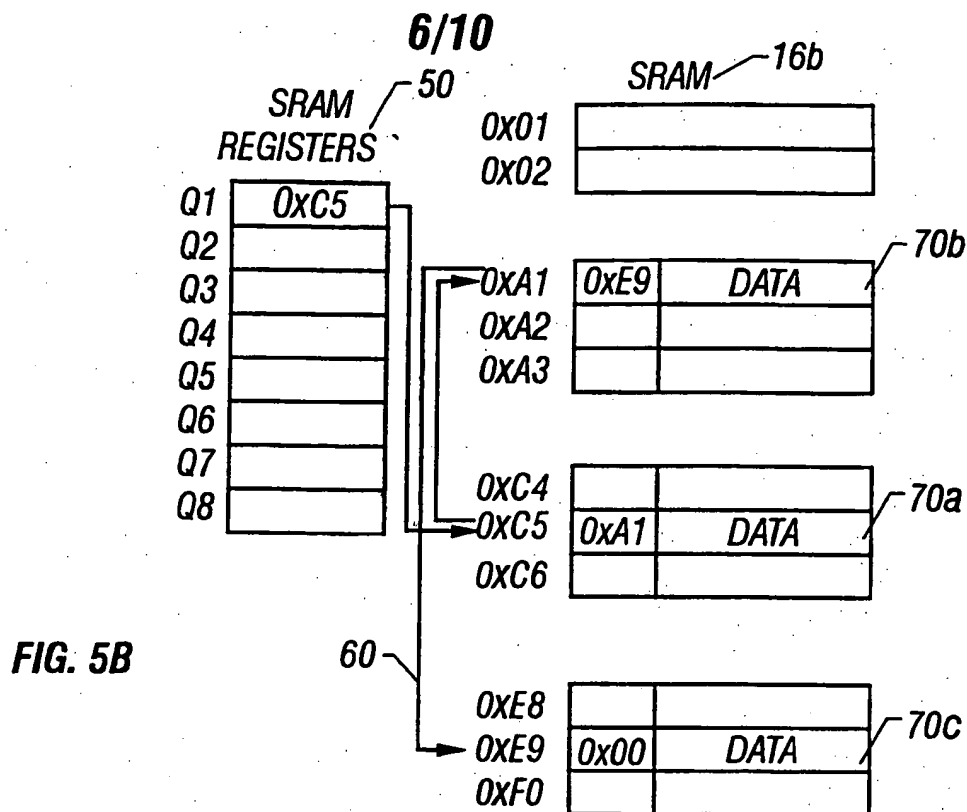 6/10
SRAM
REGISTERS
50
Q1 0xC5
Q2
Q3
Q4
Q5
Q6
Q7
Q8
SRAM 16b
0x01
0x02
70b
0xA1 0xE9 DATA
0xA2
0xA3
0xC4
70a
0xC5 0xA1 DATA
0xC6
FIG. 5B
60
0xE8
70c
0xE9 0x00 DATA
0xF0